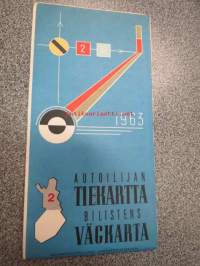 2
1963
AUTOILIJAN
TIEKARTTA
2
BILISTENS
VÄGKARTA